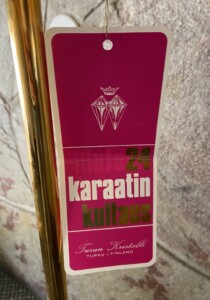 24
karaatin
kultaus
Turun Kristalli
TURKU – FINLAND